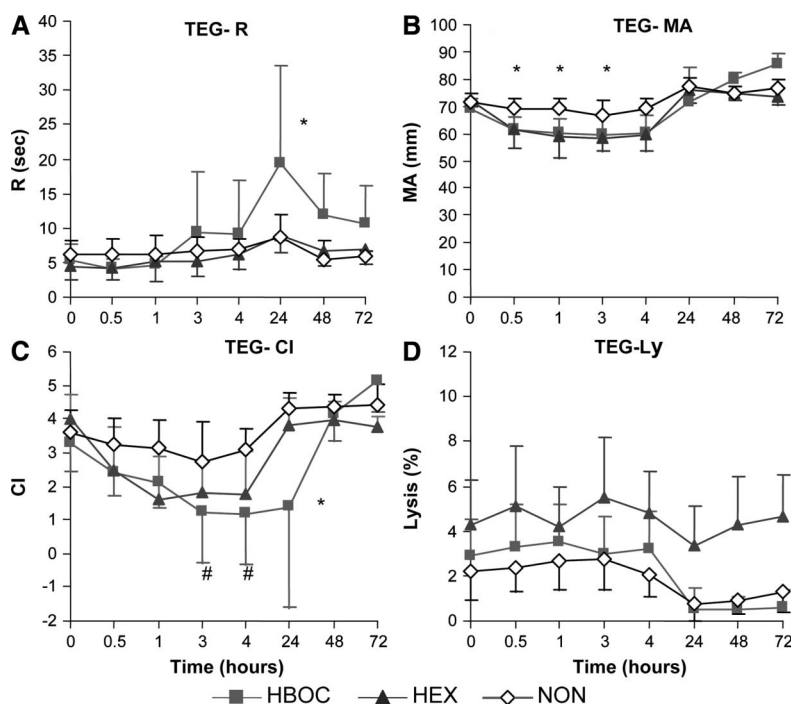 A
TEG- R
R (sec)
40
35
30
25
20
15
10
5
0
*
0 0.5 1 3 4 24 48 72
B
TEG- MA
MA (mm)
100
90
80
70
60
50
40
30
20
10
0
* * *
0 0.5 1 3 4 24 48 72
C
TEG- CI
CI
6
5
4
3
2
1
0
-1
-2
*
# #
0 0.5 1 3 4 24 48 72
Time (hours)
D
TEG-Ly
Lysis (%)
12
10
8
6
4
2
0
0 0.5 1 3 4 24 48 72
Time (hours)
HBOC HEX NON